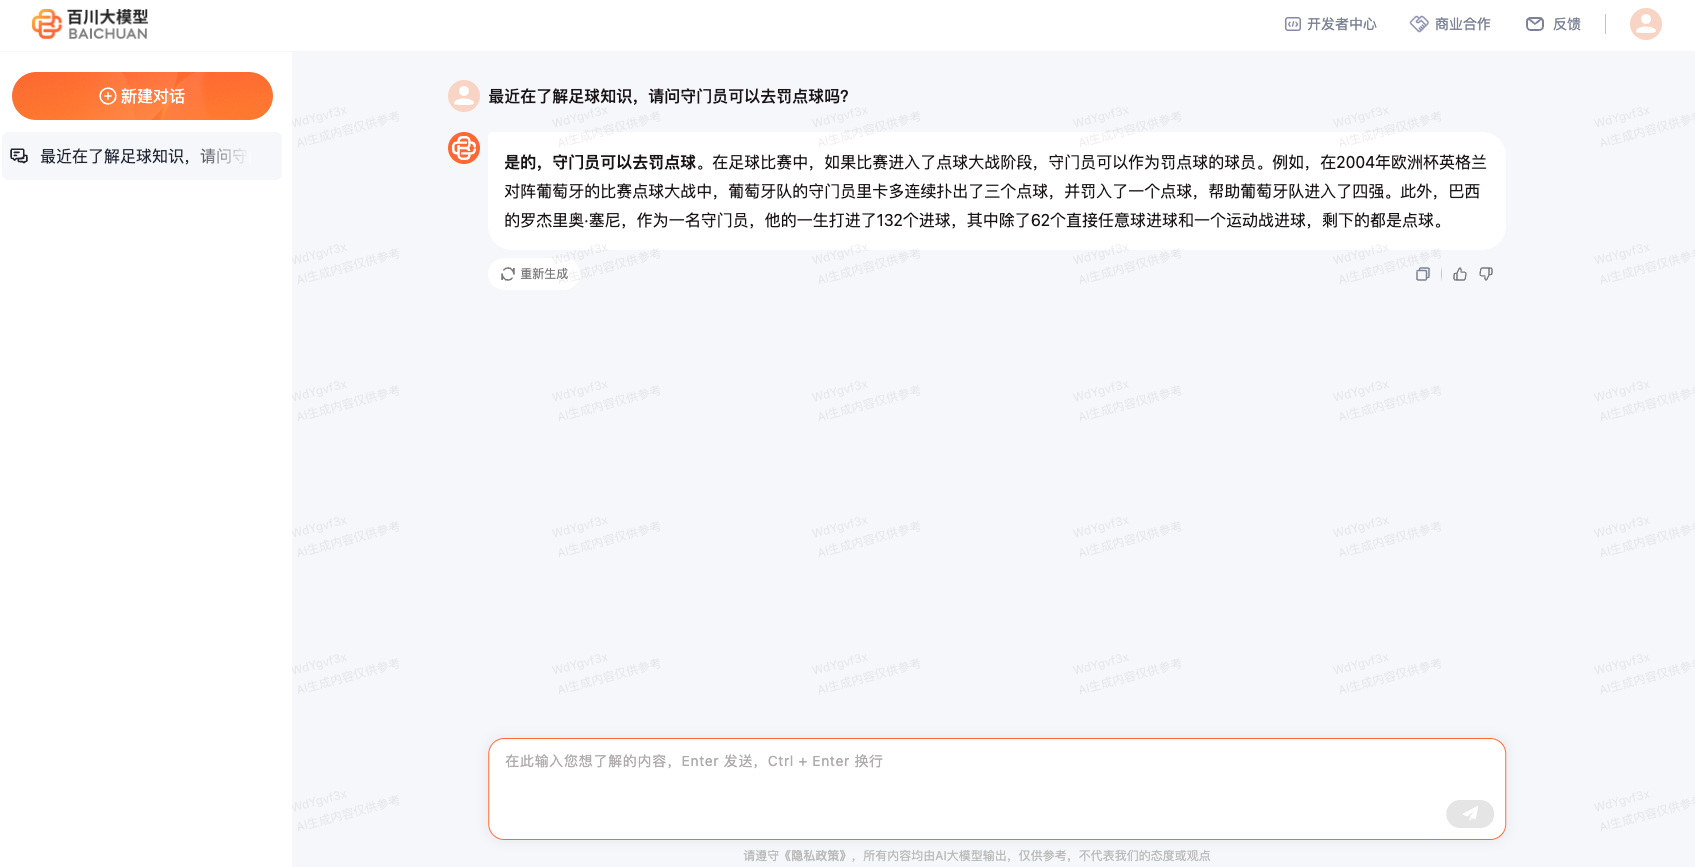 百川大模型
BAICHUAN
开发者中心
商业合作
反馈
新建对话
最近在了解足球知识，请问守
最近在了解足球知识，请问守门员可以去罚点球吗？
是的，守门员可以去罚点球。在足球比赛中，如果比赛进入了点球大战阶段，守门员可以作为罚点球的球员。例如，在2004年欧洲杯英格兰
对阵葡萄牙的比赛点球大战中，葡萄牙队的守门员里卡多连续扑出了三个点球，并罚入了一个点球，帮助葡萄牙队进入了四强。此外，巴西
的罗杰里奥·塞尼，作为一名守门员，他的一生打进了132个进球，其中除了62个直接任意球进球和一个运动战进球，剩下的都是点球。
重新生成
WdYgvf3x
AI生成内容仅供参考
在此输入您想了解的内容，Enter 发送，Ctrl + Enter 换行
请遵守《隐私政策》，所有内容均由AI大模型输出，仅供参考，不代表我们的态度或观点